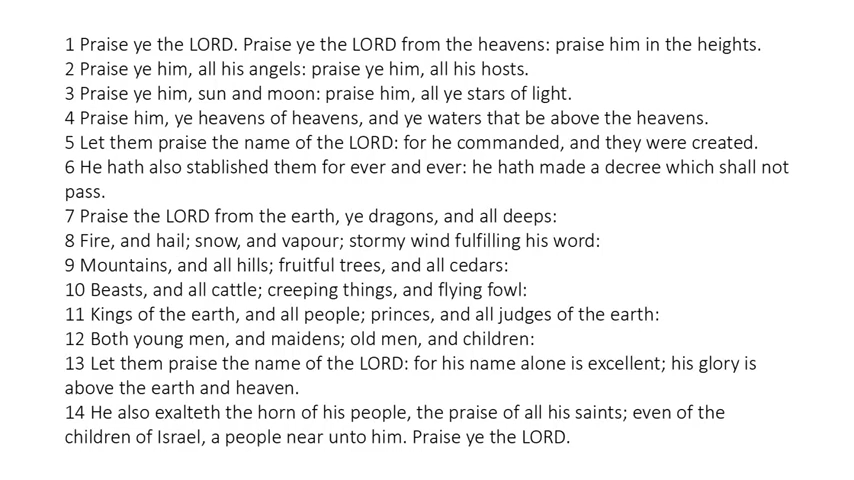 1 Praise ye the LORD. Praise ye the LORD from the heavens: praise him in the heights.
2 Praise ye him, all his angels: praise ye him, all his hosts.
3 Praise ye him, sun and moon: praise him, all ye stars of light.
4 Praise him, ye heavens of heavens, and ye waters that be above the heavens.
5 Let them praise the name of the LORD: for he commanded, and they were created.
6 He hath also stablished them for ever and ever: he hath made a decree which shall not
pass.
7 Praise the LORD from the earth, ye dragons, and all deeps:
8 Fire, and hail; snow, and vapour; stormy wind fulfilling his word:
9 Mountains, and all hills; fruitful trees, and all cedars:
10 Beasts, and all cattle; creeping things, and flying fowl:
11 Kings of the earth, and all people; princes, and all judges of the earth:
12 Both young men, and maidens; old men, and children:
13 Let them praise the name of the LORD: for his name alone is excellent; his glory is
above the earth and heaven.
14 He also exalteth the horn of his people, the praise of all his saints; even of the
children of Israel, a people near unto him. Praise ye the LORD.